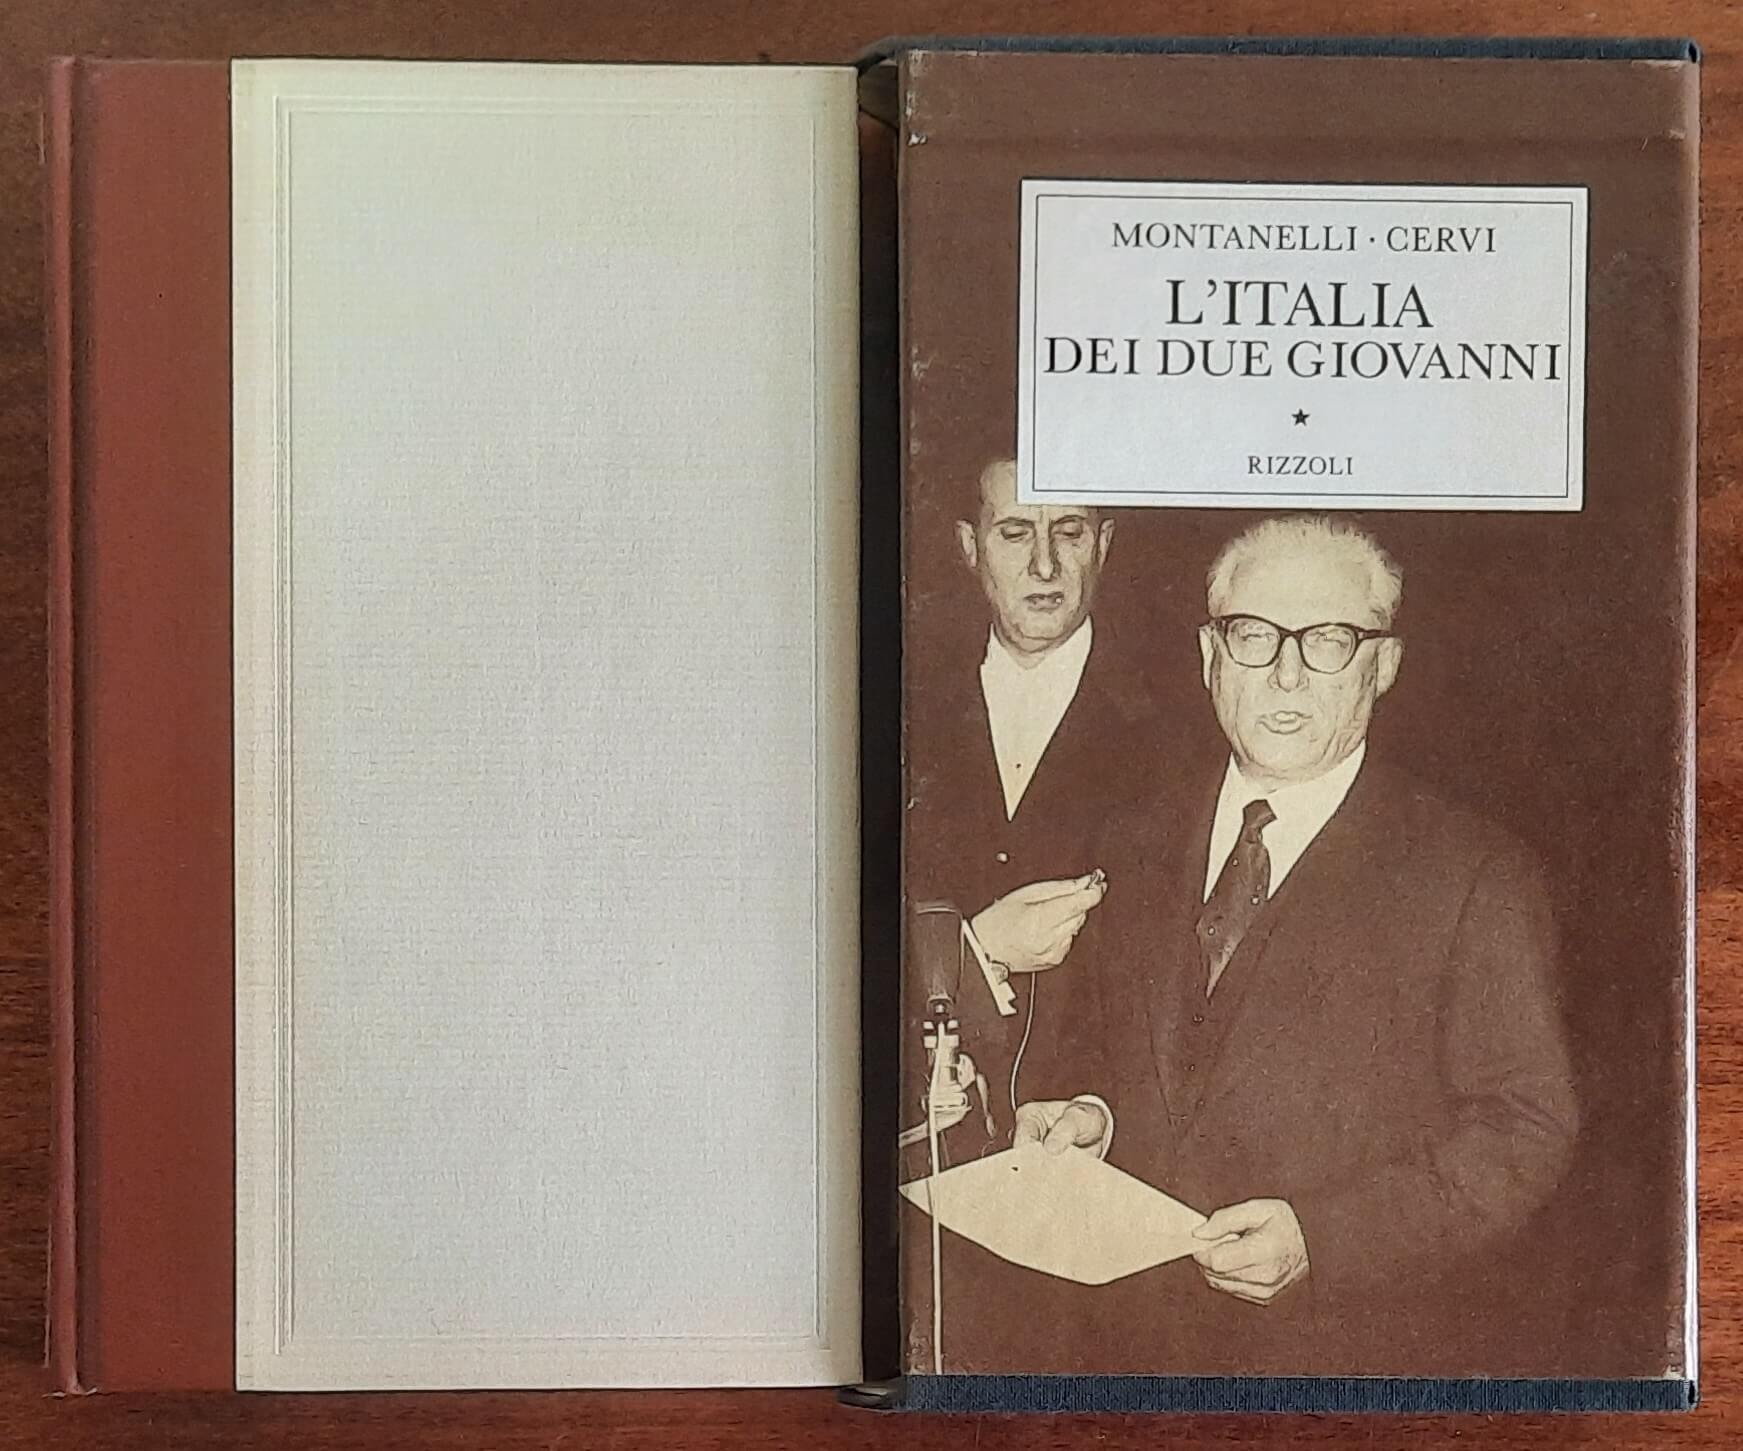 MONTANELLI · CERVI
L'ITALIA
DEI DUE GIOVANNI
★
RIZZOLI